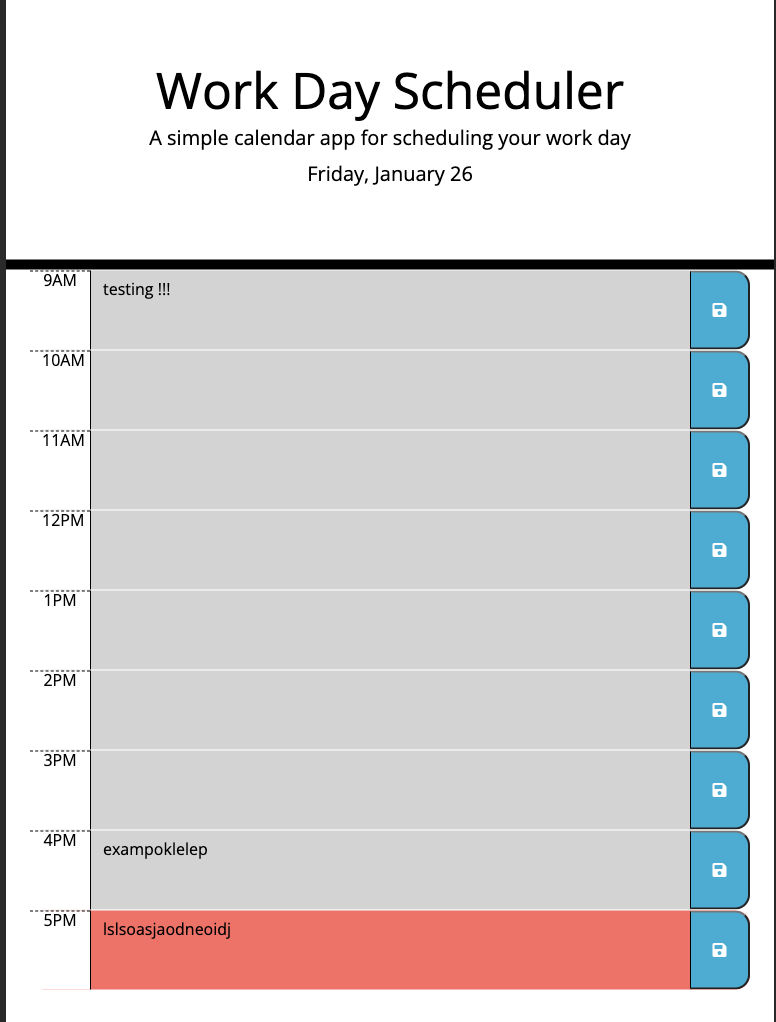 Work Day Scheduler
A simple calendar app for scheduling your work day
Friday, January 26
9AM
testing !!!
10AM
11AM
12PM
1PM
2PM
3PM
4PM
exampoklelep
5PM
lslsoasjaodneoidj